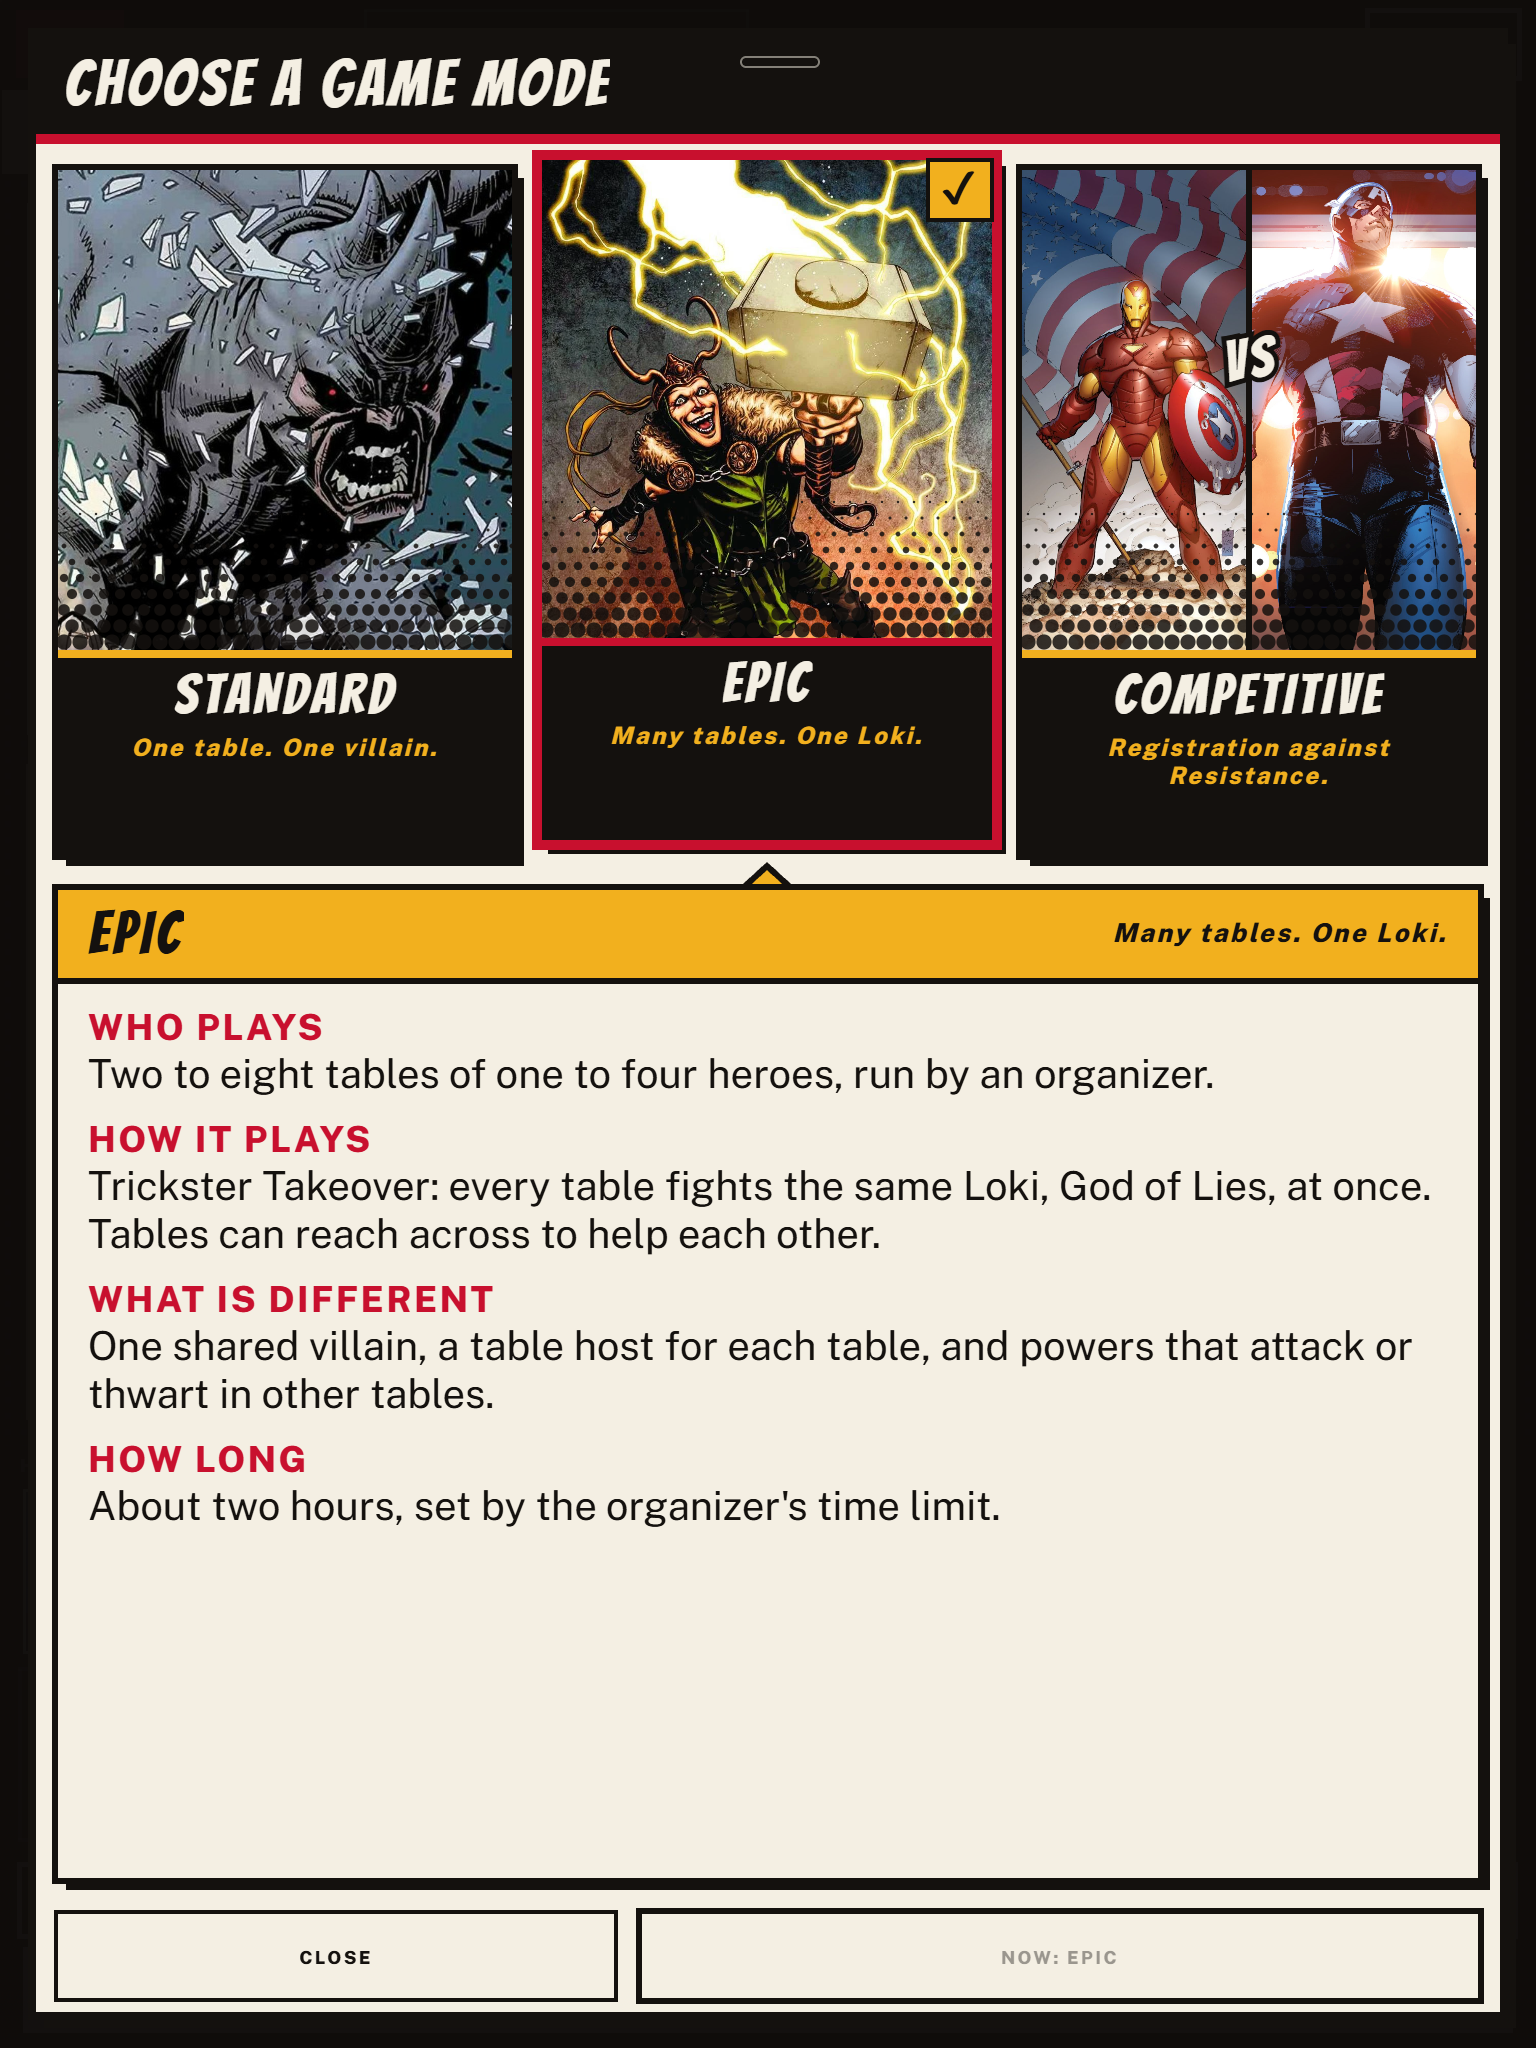 CHOOSE A GAME MODE
VS
STANDARD
One table. One villain.
EPIC
Many tables. One Loki.
COMPETITIVE
Registration against
Resistance.
EPIC
Many tables. One Loki.
WHO PLAYS
Two to eight tables of one to four heroes, run by an organizer.
HOW IT PLAYS
Trickster Takeover: every table fights the same Loki, God of Lies, at once.
Tables can reach across to help each other.
WHAT IS DIFFERENT
One shared villain, a table host for each table, and powers that attack or
thwart in other tables.
HOW LONG
About two hours, set by the organizer's time limit.
CLOSE
NOW: EPIC